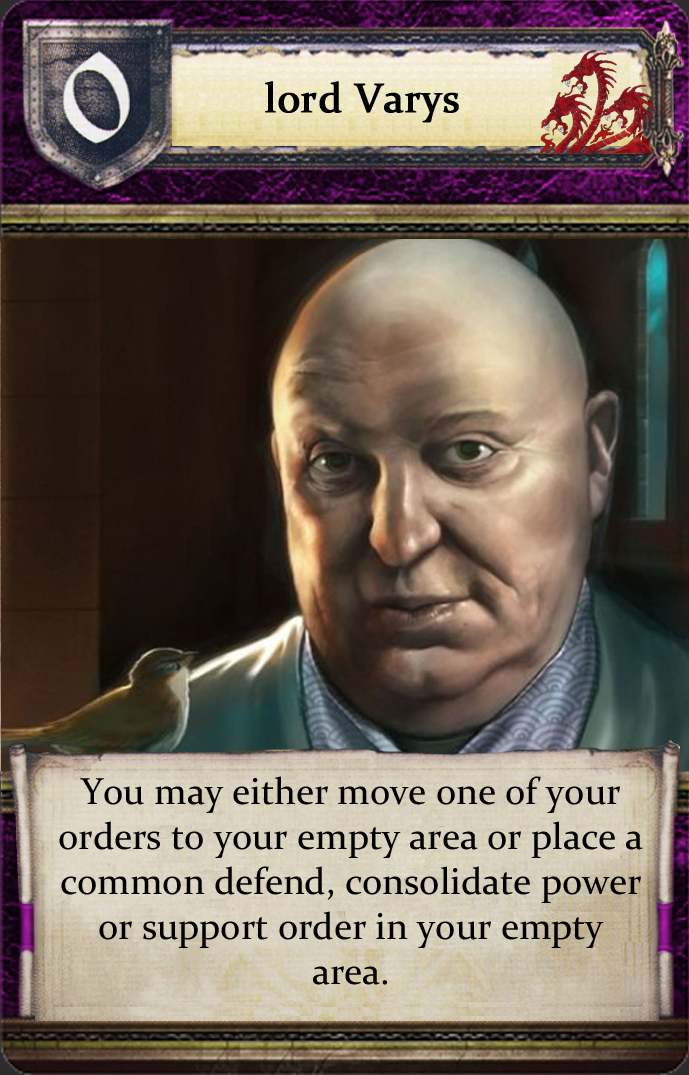 0
lord Varys
You may either move one of your
orders to your empty area or place a
common defend, consolidate power
or support order in your empty
area.